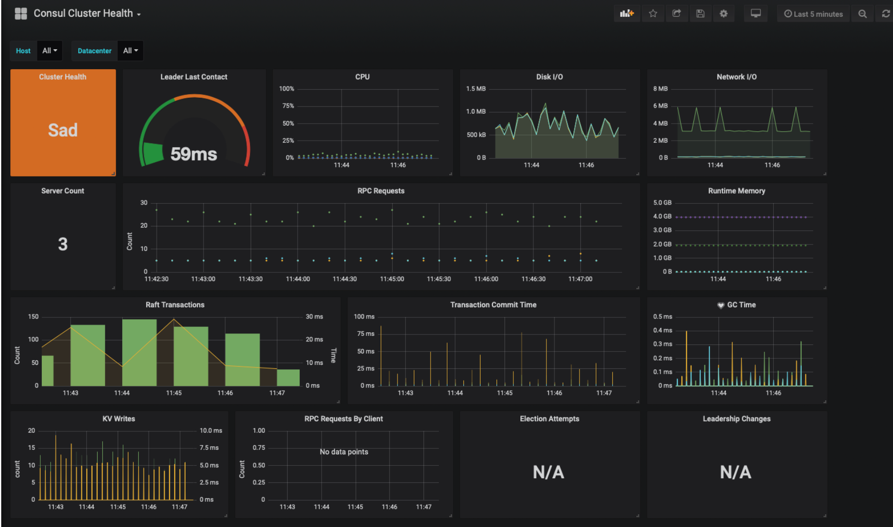 Consul Cluster Health
Last 5 minutes
Host All Datacenter All
Cluster Health
Sad
Leader Last Contact
59ms
CPU
100%
75%
50%
25%
0%
11:44 11:46
Disk I/O
1.5 MB
1.0 MB
500 kB
0 B
11:44 11:46
Network I/O
8 MB
6 MB
4 MB
2 MB
0 B
11:44 11:46
Server Count
3
RPC Requests
Count
30
20
10
0
11:42:30 11:43:00 11:43:30 11:44:00 11:44:30 11:45:00 11:45:30 11:46:00 11:46:30 11:47:00
Runtime Memory
5.0 GB
4.0 GB
3.0 GB
2.0 GB
1.0 GB
0 B
11:44 11:46
Raft Transactions
Count
150
100
50
0
30 ms
20 ms
10 ms
0 ms
Time
11:43 11:44 11:45 11:46 11:47
Transaction Commit Time
100 ms
75 ms
50 ms
25 ms
0 ms
11:43 11:44 11:45 11:46 11:47
GC Time
0.5 ms
0.4 ms
0.3 ms
0.2 ms
0.1 ms
0 ms
11:44 11:46
KV Writes
count
20
15
10
5
0
10.0 ms
7.5 ms
5.0 ms
2.5 ms
0 ms
11:43 11:44 11:45 11:46 11:47
RPC Requests By Client
Count
1.00
0.75
0.50
0.25
0
No data points
11:43 11:44 11:45 11:46 11:47
Election Attempts
N/A
Leadership Changes
N/A